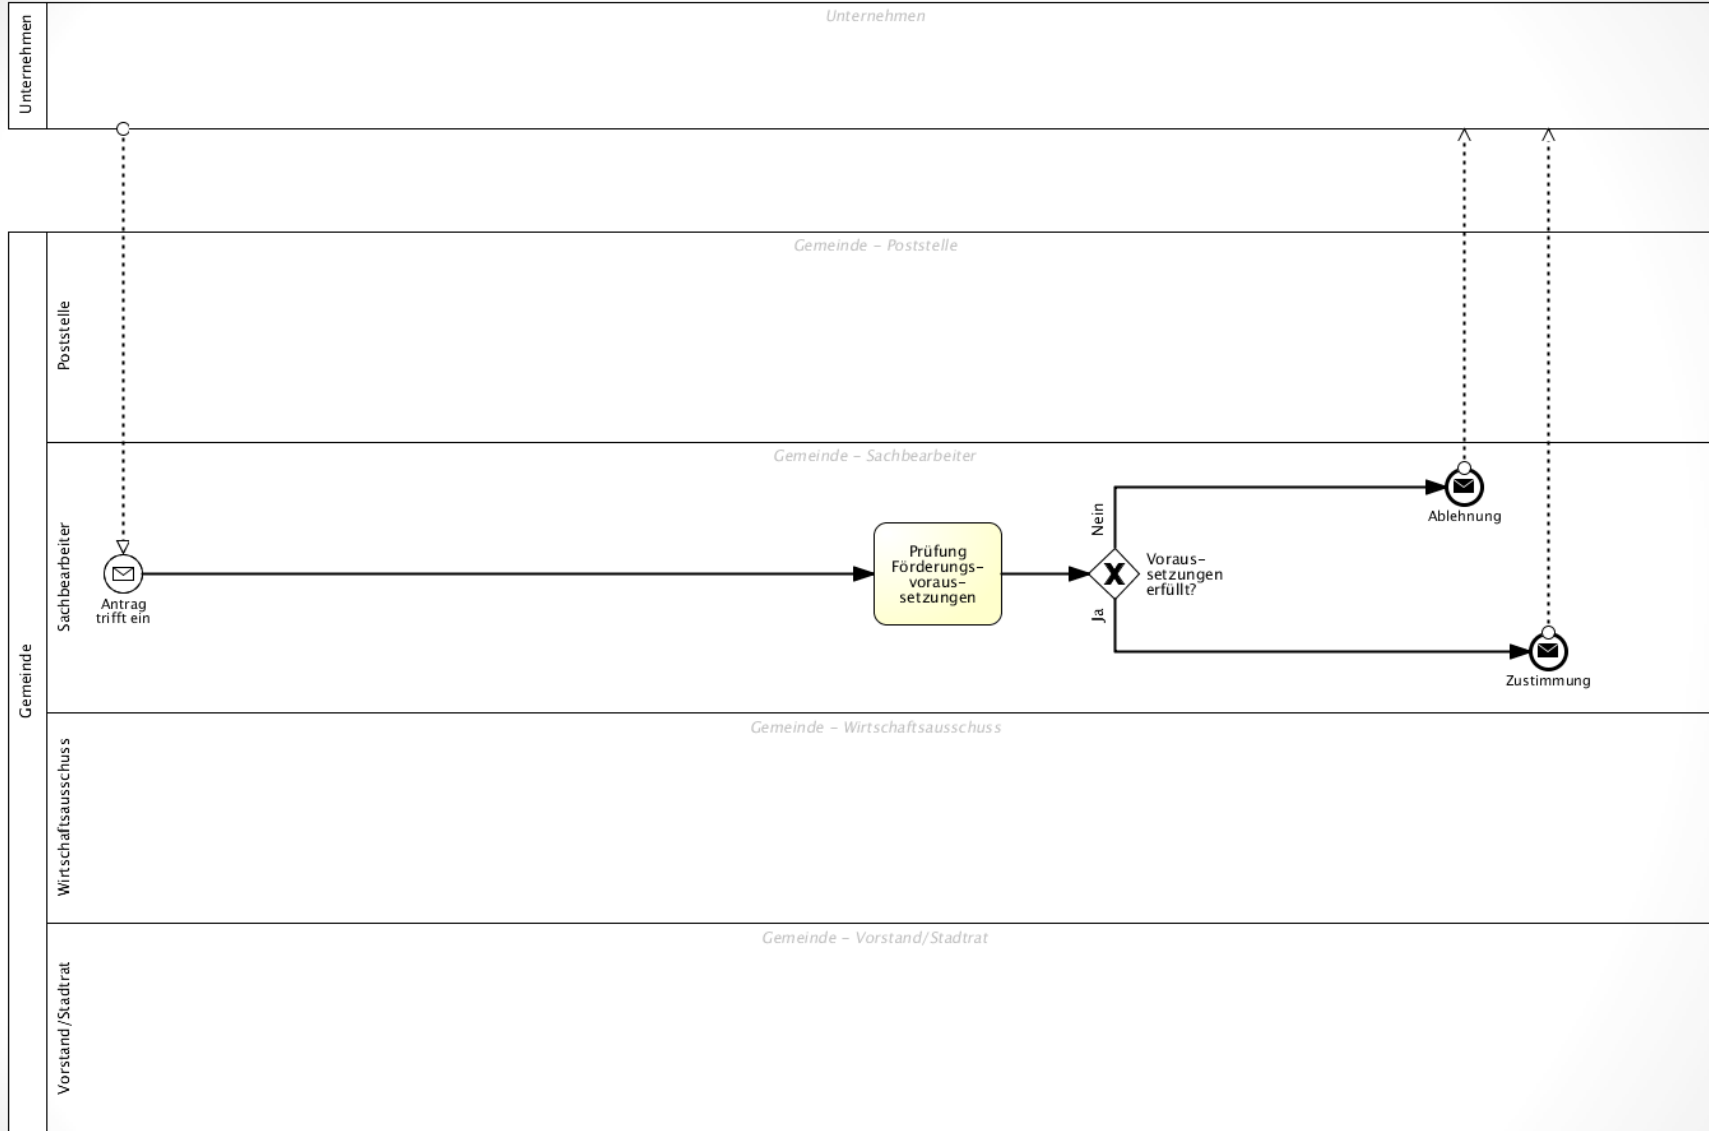 Unternehmen
Unternehmen
Gemeinde
Gemeinde – Poststelle
Poststelle
Gemeinde – Sachbearbeiter
Sachbearbeiter
Antrag
trifft ein
Prüfung
Förderungs–
voraus–
setzungen
Nein
Ja
Voraus–
setzungen
erfüllt?
Ablehnung
Zustimmung
Gemeinde – Wirtschaftsausschuss
Wirtschaftsausschuss
Gemeinde – Vorstand/Stadtrat
Vorstand/Stadtrat